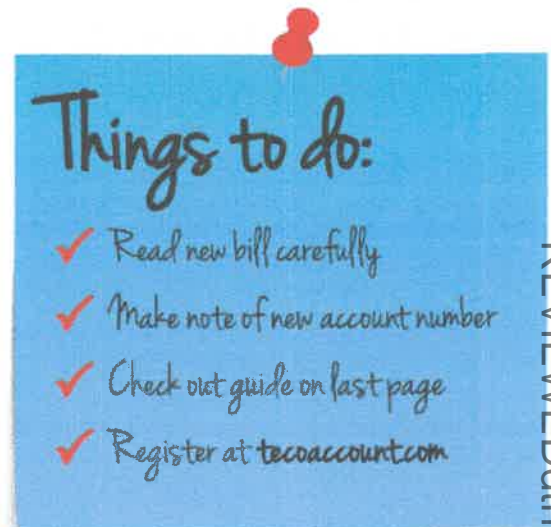 Things to do:
✓ Read new bill carefully
✓ Make note of new account number
✓ Check out guide on last page
✓ Register at tecoaccount.com